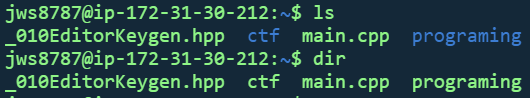 jws8787@ip-172-31-30-212:~$ ls
_010EditorKeygen.hpp  ctf  main.cpp  programing
jws8787@ip-172-31-30-212:~$ dir
_010EditorKeygen.hpp  ctf  main.cpp  programing